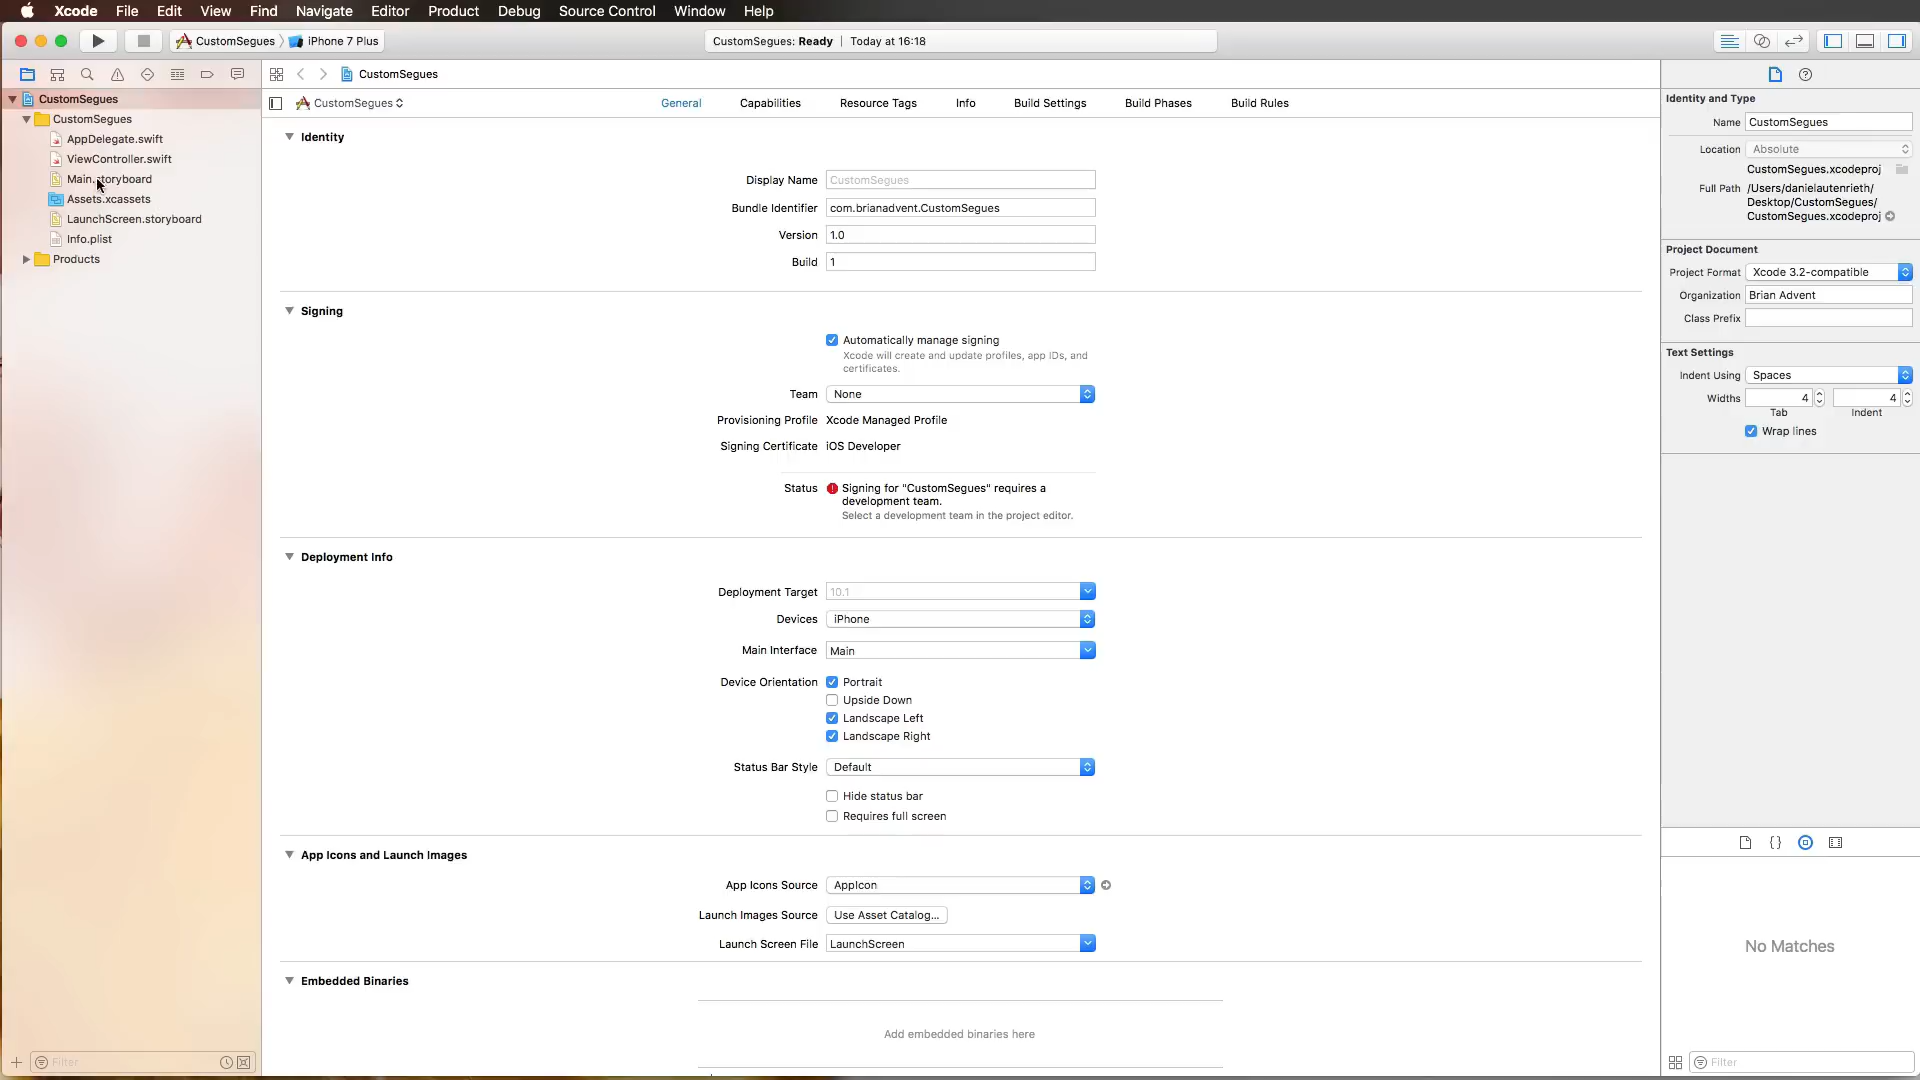 Xcode File Edit View Find Navigate Editor Product Debug Source Control Window Help
CustomSegues iPhone 7 Plus CustomSegues: Ready | Today at 16:18
CustomSegues
CustomSegues
General Capabilities Resource Tags Info Build Settings Build Phases Build Rules
CustomSegues
CustomSegues
AppDelegate.swift
ViewController.swift
Main.storyboard
Assets.xcassets
LaunchScreen.storyboard
Info.plist
Products
Filter
Identity
Display Name CustomSegues
Bundle Identifier com.brianadvent.CustomSegues
Version 1.0
Build 1
Signing
Automatically manage signing
Xcode will create and update profiles, app IDs, and
certificates.
Team None
Provisioning Profile Xcode Managed Profile
Signing Certificate iOS Developer
Status Signing for "CustomSegues" requires a
development team.
Select a development team in the project editor.
Deployment Info
Deployment Target 10.1
Devices iPhone
Main Interface Main
Device Orientation Portrait
Upside Down
Landscape Left
Landscape Right
Status Bar Style Default
Hide status bar
Requires full screen
App Icons and Launch Images
App Icons Source AppIcon
Launch Images Source Use Asset Catalog...
Launch Screen File LaunchScreen
Embedded Binaries
Add embedded binaries here
Identity and Type
Name CustomSegues
Location Absolute
CustomSegues.xcodeproj
Full Path /Users/danielautenrieth/
Desktop/CustomSegues/
CustomSegues.xcodeproj
Project Document
Project Format Xcode 3.2-compatible
Organization Brian Advent
Class Prefix
Text Settings
Indent Using Spaces
Widths 4 4
Tab Indent
Wrap lines
No Matches
Filter